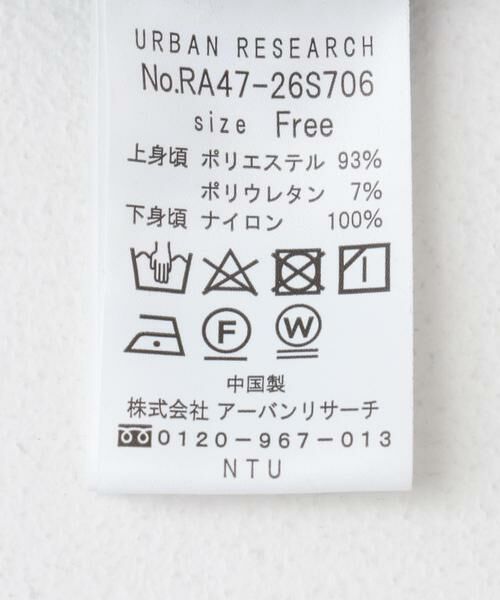 URBAN RESEARCH
No.RA47-26S706
size Free
上身頃 ポリエステル 93%
ポリウレタン 7%
下身頃 ナイロン 100%
F W
中国製
株式会社 アーバンリサーチ
0120-967-013
NTU